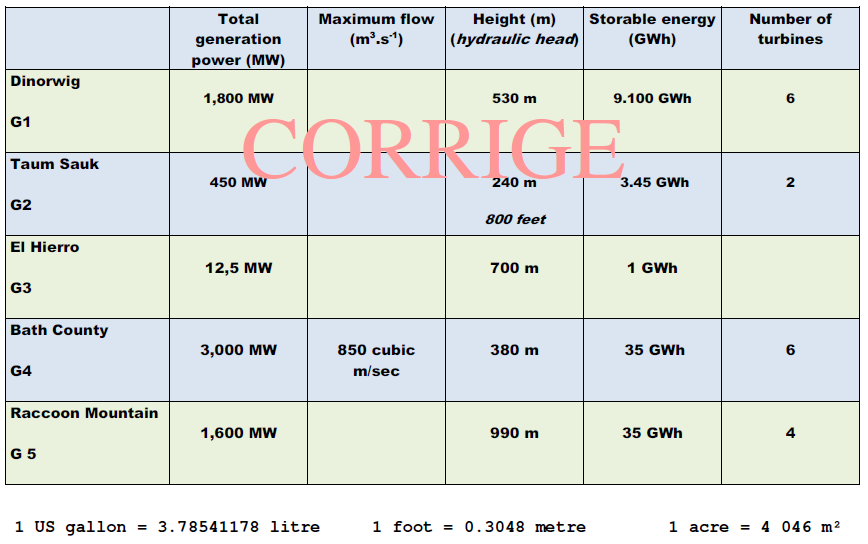 Total generation power (MW) Maximum flow (m³.s⁻¹) Height (m) (hydraulic head) Storable energy (GWh) Number of turbines
Dinorwig
G1 1,800 MW 530 m 9.100 GWh 6
CORRIGE
Taum Sauk
G2 450 MW 240 m 3.45 GWh 2
800 feet
El Hierro
G3 12,5 MW 700 m 1 GWh
Bath County
G4 3,000 MW 850 cubic m/sec 380 m 35 GWh 6
Raccoon Mountain
G 5 1,600 MW 990 m 35 GWh 4
1 US gallon = 3.78541178 litre 1 foot = 0.3048 metre 1 acre = 4 046 m²